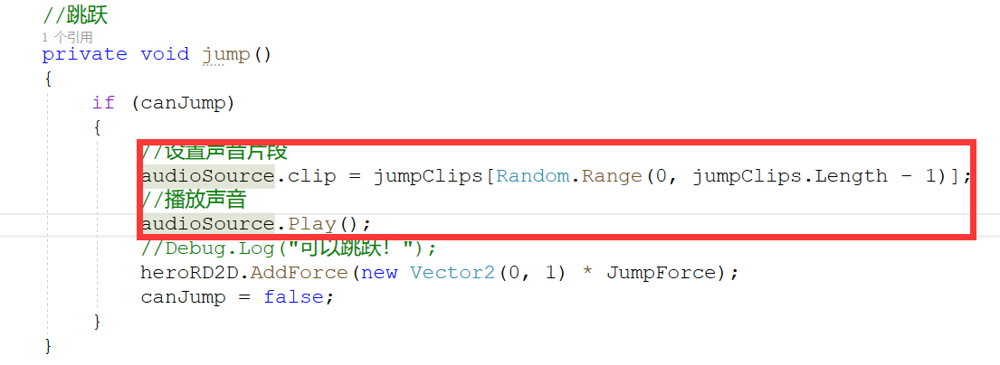 //跳跃
1 个引用
private void jump()
{
if (canJump)
{
//设置声音片段
audioSource.clip = jumpClips[Random.Range(0, jumpClips.Length - 1)];
//播放声音
audioSource.Play();
//Debug.Log("可以跳跃！");
heroRD2D.AddForce(new Vector2(0, 1) * JumpForce);
canJump = false;
}
}